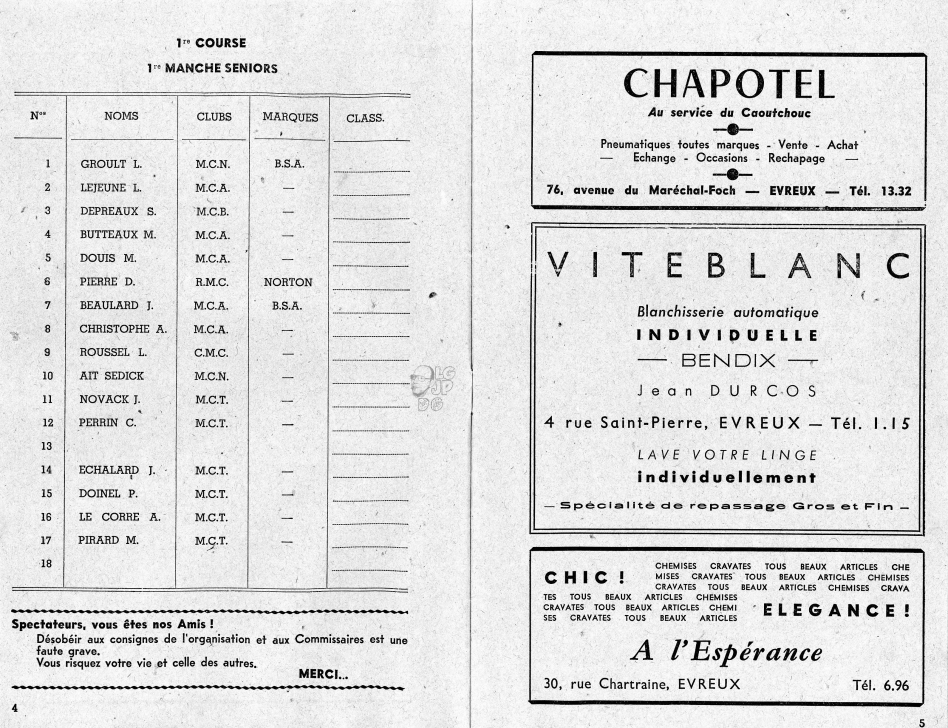 1re COURSE
1re MANCHE SENIORS
Nos NOMS CLUBS MARQUES CLASS.
1 GROULT L. M.C.N. B.S.A.
2 LEJEUNE L. M.C.A. —
3 DEPREAUX S. M.C.B. —
4 BUTTEAUX M. M.C.A. —
5 DOUIS M. M.C.A. —
6 PIERRE D. R.M.C. NORTON
7 BEAULARD J. M.C.A. B.S.A.
8 CHRISTOPHE A. M.C.A. —
9 ROUSSEL L. C.M.C. —
10 AIT SEDICK M.C.N. —
11 NOVACK J. M.C.T. —
12 PERRIN C. M.C.T. —
13
14 ECHALARD J. M.C.T. —
15 DOINEL P. M.C.T. —
16 LE CORRE A. M.C.T. —
17 PIRARD M. M.C.T. —
18
Spectateurs, vous êtes nos Amis !
Désobéir aux consignes de l'organisation et aux Commissaires est une
faute grave.
Vous risquez votre vie et celle des autres.
MERCI...
4
LG
JP
DG
CHAPOTEL
Au service du Caoutchouc
Pneumatiques toutes marques - Vente - Achat
— Echange - Occasions - Rechapage —
76, avenue du Maréchal-Foch — EVREUX — Tél. 13.32
VITEBLANC
Blanchisserie automatique
INDIVIDUELLE
— BENDIX —
Jean DURCOS
4 rue Saint-Pierre, EVREUX — Tél. 1.15
LAVE VOTRE LINGE
individuellement
— Spécialité de repassage Gros et Fin —
CHIC !
CHEMISES CRAVATES TOUS BEAUX ARTICLES CHE
MISES CRAVATES TOUS BEAUX ARTICLES CHEMISES
CRAVATES TOUS BEAUX ARTICLES CHEMISES CRAVA
TES TOUS BEAUX ARTICLES CHEMISES
CRAVATES TOUS BEAUX ARTICLES CHEMI
SES CRAVATES TOUS BEAUX ARTICLES
ELEGANCE !
A l'Espérance
30, rue Chartraine, EVREUX Tél. 6.96
5